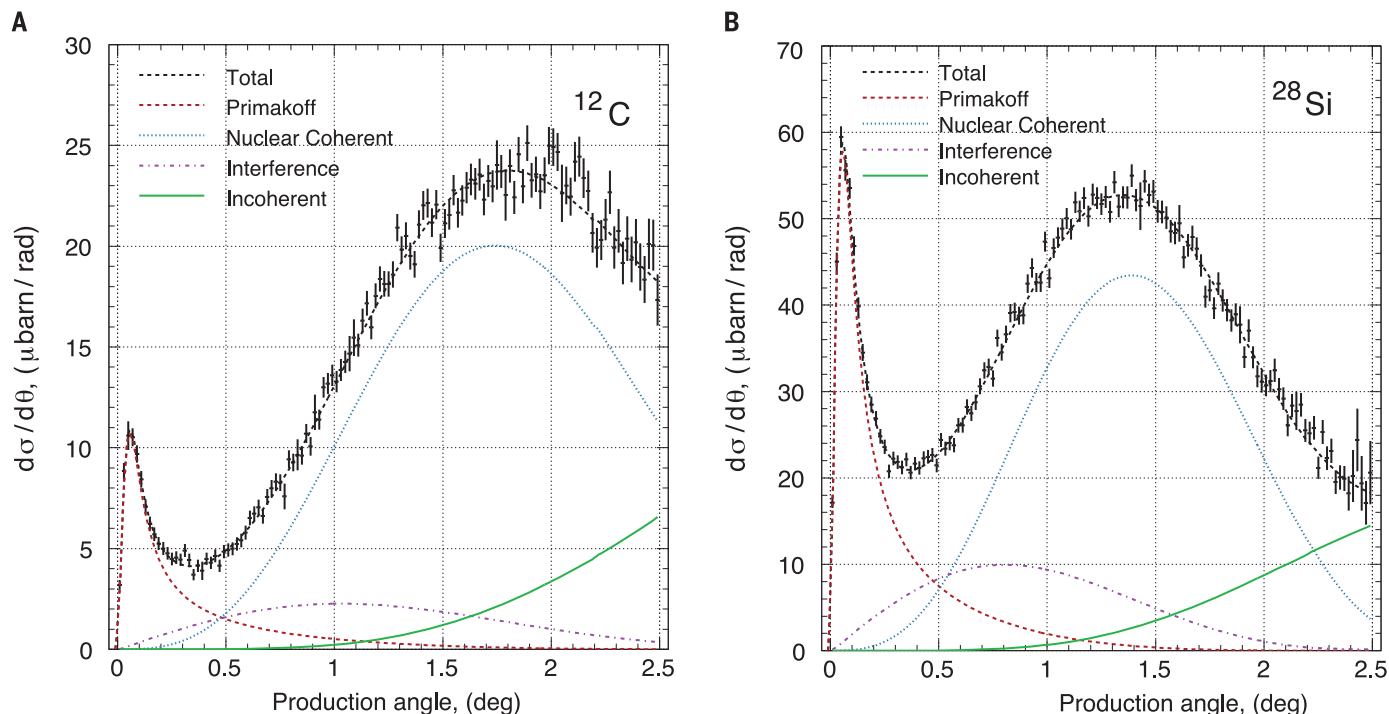 A
dσ/dθ, (μbarn/rad)
30
25
20
15
10
5
0
Total
Primakoff
Nuclear Coherent
Interference
Incoherent
¹²C
0 0.5 1 1.5 2 2.5
Production angle, (deg)
B
dσ/dθ, (μbarn/rad)
70
60
50
40
30
20
10
0
Total
Primakoff
Nuclear Coherent
Interference
Incoherent
²⁸Si
0 0.5 1 1.5 2 2.5
Production angle, (deg)